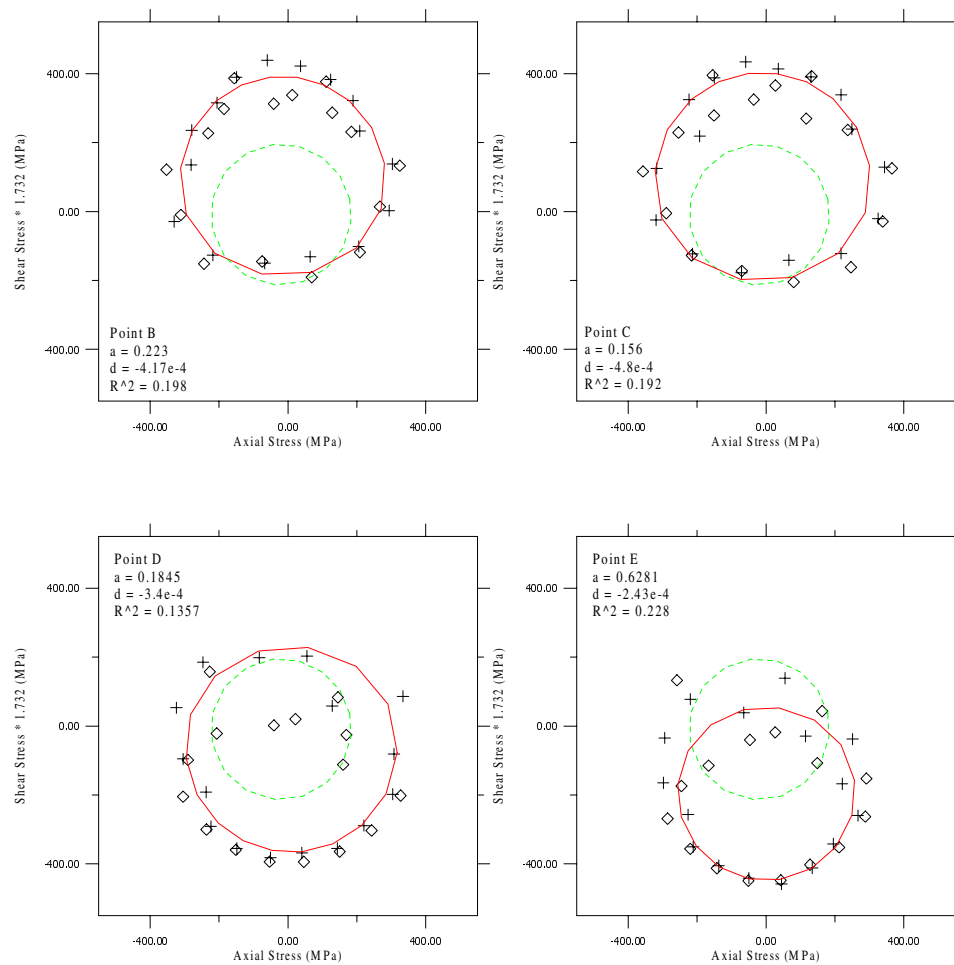 400.00
0.00
400.00
Shear Stress * 1.732 (MPa)
Point B
a = 0.223
d = -4.17e-4
R^2 = 0.198
-400.00
0.00
400.00
Axial Stress (MPa)
400.00
0.00
400.00
Shear Stress * 1.732 (MPa)
Point C
a = 0.156
d = -4.8e-4
R^2 = 0.192
-400.00
0.00
400.00
Axial Stress (MPa)
400.00
0.00
400.00
Shear Stress * 1.732 (MPa)
Point D
a = 0.1845
d = -3.4e-4
R^2 = 0.1357
-400.00
0.00
400.00
Axial Stress (MPa)
400.00
0.00
400.00
Shear Stress * 1.732 (MPa)
Point E
a = 0.6281
d = -2.43e-4
R^2 = 0.228
-400.00
0.00
400.00
Axial Stress (MPa)